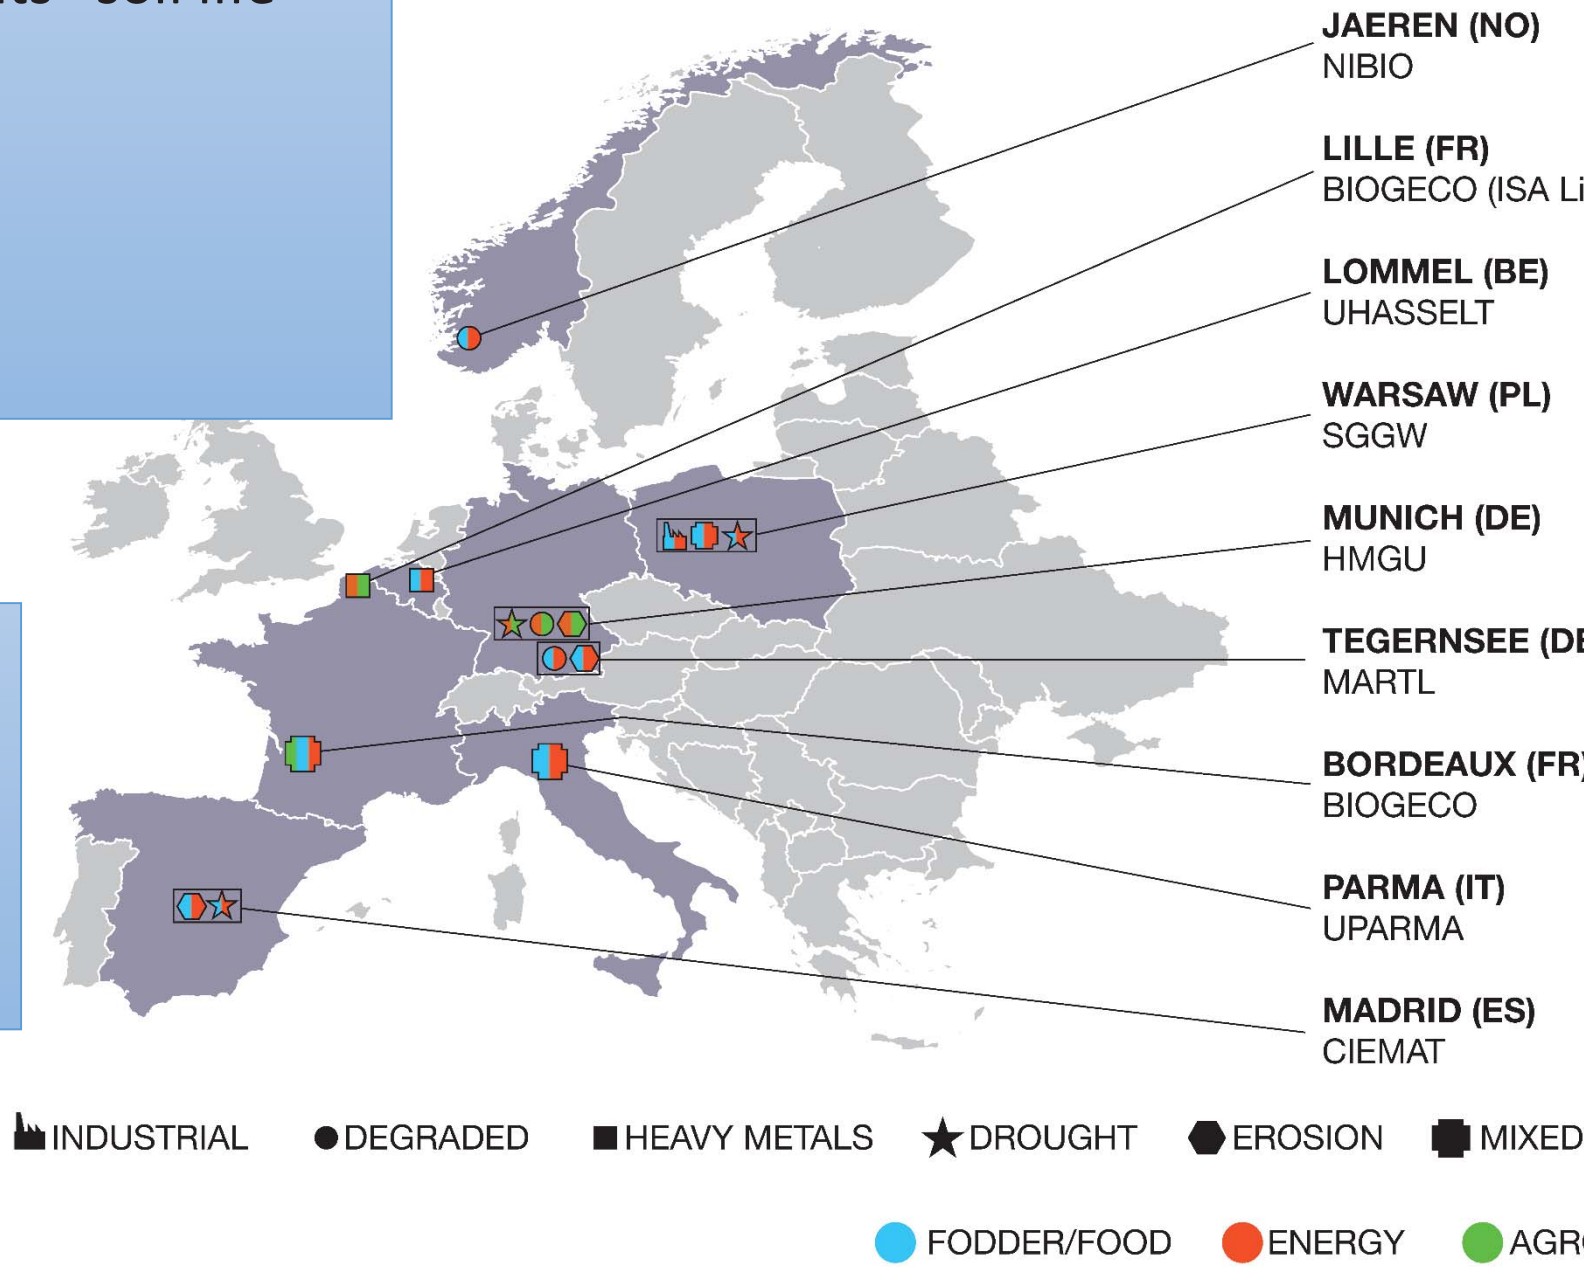 JAEREN (NO)
NIBIO
LILLE (FR)
BIOGECO (ISA Li
LOMMEL (BE)
UHASSELT
WARSAW (PL)
SGGW
MUNICH (DE)
HMGU
TEGERNSEE (DE
MARTL
BORDEAUX (FR)
BIOGECO
PARMA (IT)
UPARMA
MADRID (ES)
CIEMAT
INDUSTRIAL DEGRADED HEAVY METALS DROUGHT EROSION MIXED
FODDER/FOOD ENERGY AGRO